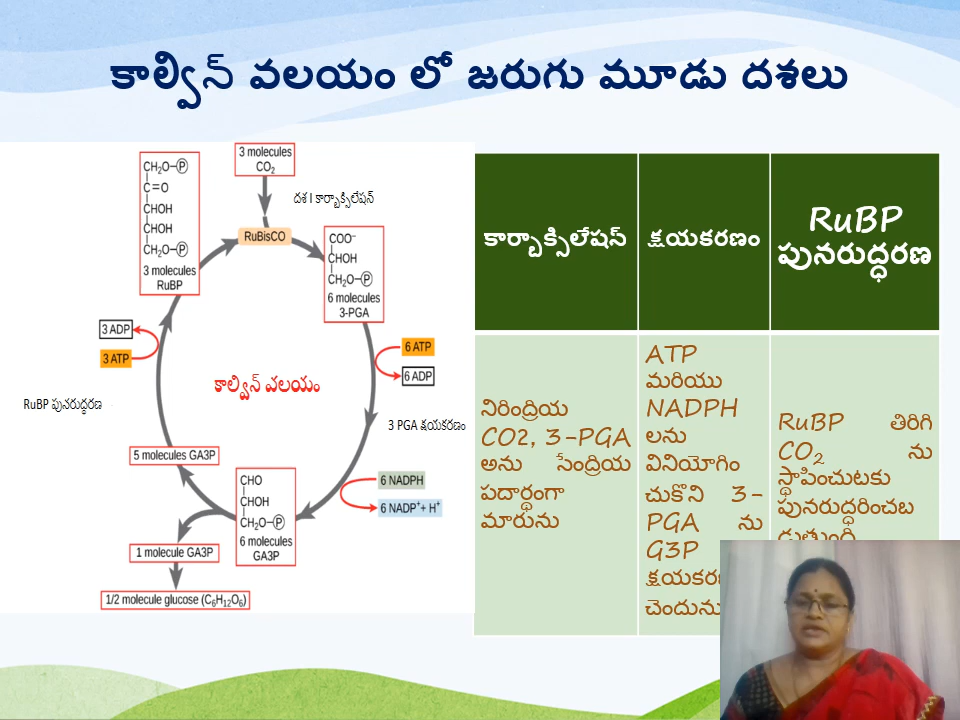 కాల్విన్ వలయం లో జరుగు మూడు దశలు
3 molecules
CO2
CH2O-P
C=O
CHOH
CHOH
CH2O-P
3 molecules
RuBP
దశ I కార్బాక్సిలేషన్
RuBisCO
COO-
CHOH
CH2O-P
6 molecules
3-PGA
3 ADP
3 ATP
6 ATP
6 ADP
కాల్విన్ వలయం
RuBP పునరుద్ధరణ
3 PGA క్షయకరణం
5 molecules GA3P
CHO
CHOH
CH2O-P
6 molecules
GA3P
6 NADPH
6 NADP+ + H+
1 molecule GA3P
1/2 molecule glucose (C6H12O6)
కార్బాక్సిలేషన్
క్షయకరణం
RuBP
పునరుద్ధరణ
నిరింద్రియ
CO2, 3-PGA
అను సేంద్రియ
పదార్థంగా
మారును
ATP
మరియు
NADPH
లను
వినియోగిం
చుకొని 3-
PGA ను
G3P
క్షయకరణ
చెందును
RuBP తిరిగి
CO2 ను
స్థాపించుటకు
పునరుద్ధరించబ
డుతుంది